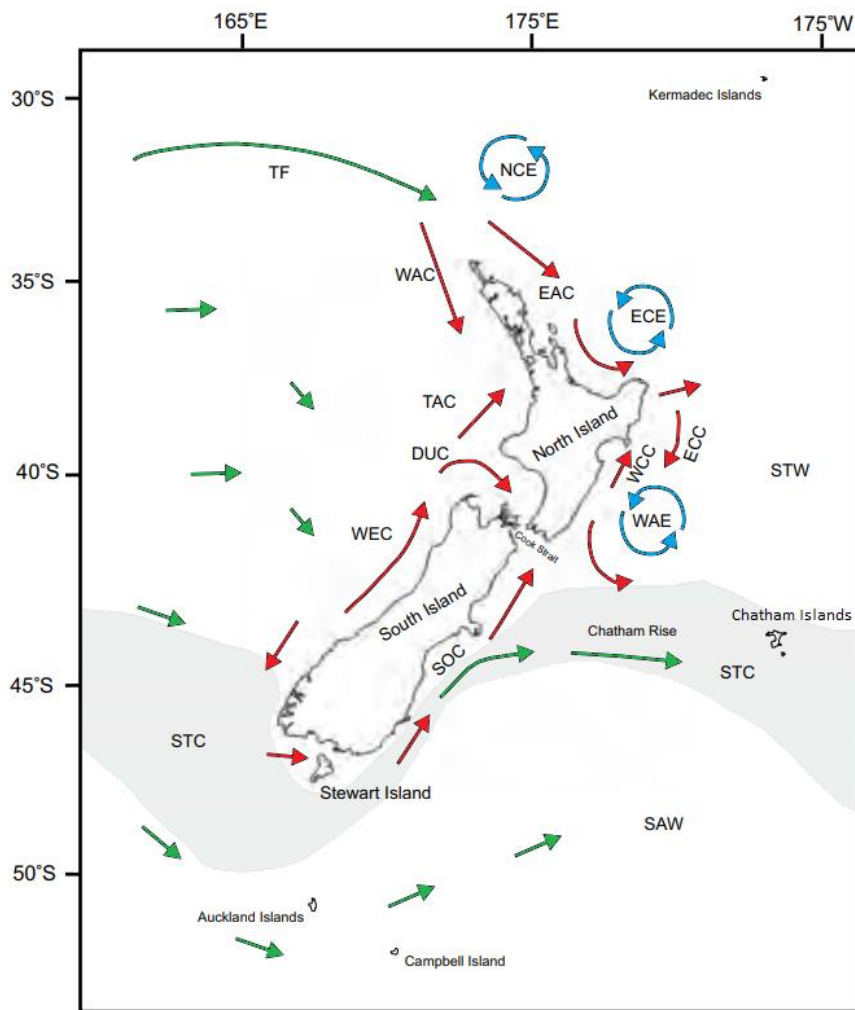 165°E
175°E
175°W
30°S
Kermadec Islands
NCE
TF
WAC
35°S
EAC
ECE
TAC
North Island
DUC
ECC
WCC
40°S
STW
WAE
WEC
Cook Strait
South Island
Chatham Islands
Chatham Rise
SOC
STC
45°S
STC
Stewart Island
SAW
50°S
Auckland Islands
Campbell Island